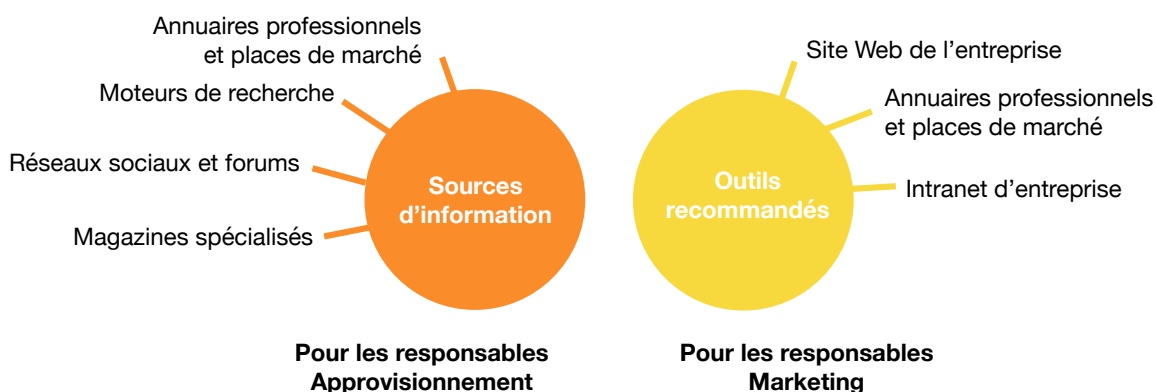 Annuaires professionnels
et places de marché
Moteurs de recherche
Réseaux sociaux et forums
Magazines spécialisés
Sources
d’information
Pour les responsables
Approvisionnement
Site Web de l’entreprise
Annuaires professionnels
et places de marché
Intranet d’entreprise
Outils
recommandés
Pour les responsables
Marketing